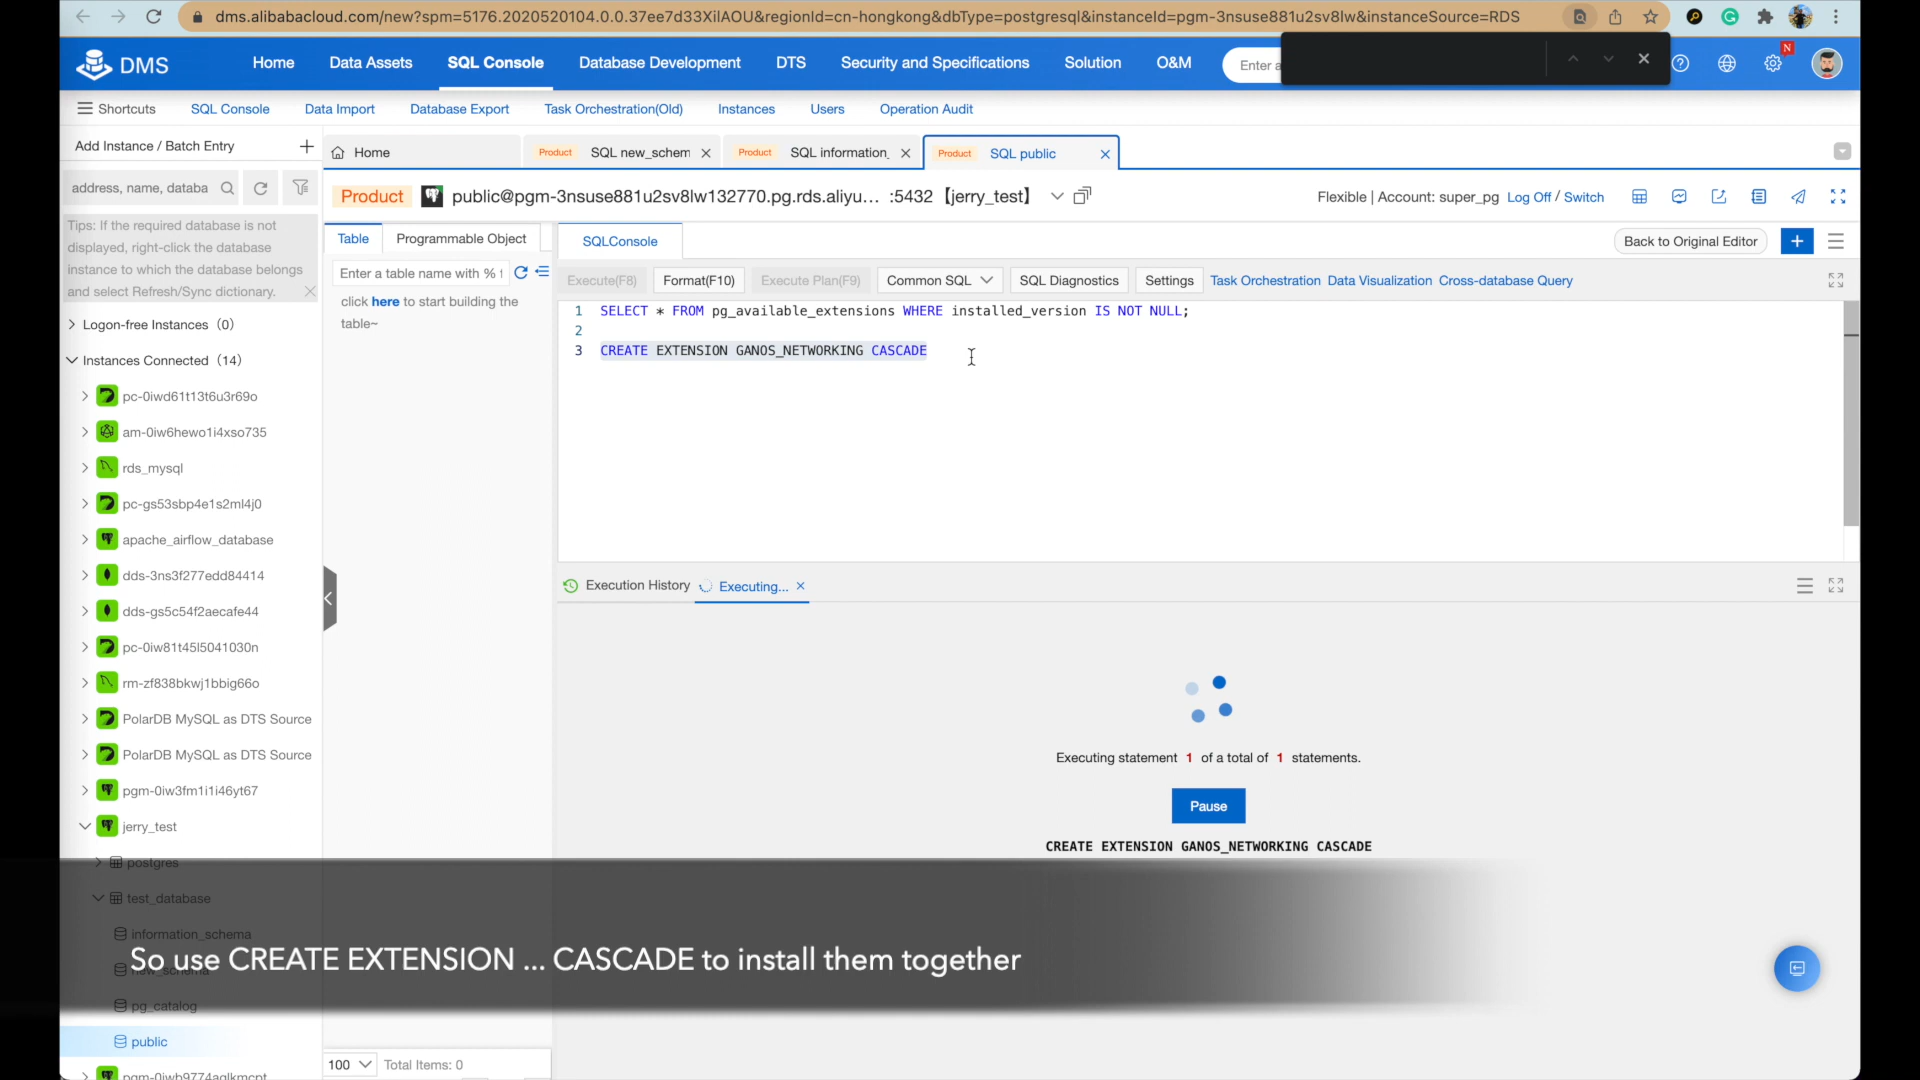 dms.alibabacloud.com/new?spm=5176.2020520104.0.0.37ee7d33XilAOU&regionId=cn-hongkong&dbType=postgresql&instanceId=pgm-3nsuse881u2sv8lw&instanceSource=RDS
DMS
Home
Data Assets
SQL Console
Database Development
DTS
Security and Specifications
Solution
O&M
Enter a
N
Shortcuts
SQL Console
Data Import
Database Export
Task Orchestration(Old)
Instances
Users
Operation Audit
Add Instance / Batch Entry
Home
Product SQL new_schem
Product SQL information_
Product SQL public
address, name, databa
Product public@pgm-3nsuse881u2sv8lw132770.pg.rds.aliyu... :5432【jerry_test】
Flexible | Account: super_pg Log Off / Switch
Tips: If the required database is not
displayed, right-click the database
instance to which the database belongs
and select Refresh/Sync dictionary.
Table
Programmable Object
SQLConsole
Back to Original Editor
Enter a table name with % t
click here to start building the
table~
Execute(F8)
Format(F10)
Execute Plan(F9)
Common SQL
SQL Diagnostics
Settings
Task Orchestration
Data Visualization
Cross-database Query
1 SELECT * FROM pg_available_extensions WHERE installed_version IS NOT NULL;
2
3 CREATE EXTENSION GANOS_NETWORKING CASCADE
Logon-free Instances (0)
Instances Connected (14)
pc-0iwd61t13t6u3r69o
am-0iw6hewo1i4xso735
rds_mysql
pc-gs53sbp4e1s2ml4j0
apache_airflow_database
dds-3ns3f277edd84414
dds-gs5c54f2aecafe44
pc-0iw81t45l5041030n
rm-zf838bkwj1bbig66o
PolarDB MySQL as DTS Source
PolarDB MySQL as DTS Source
pgm-0iw3fm1i1i46yt67
jerry_test
postgres
test_database
information_schema
new_schema
pg_catalog
public
pgm-0iwb9774aglkmcpt
Execution History
Executing...
Executing statement 1 of a total of 1 statements.
Pause
CREATE EXTENSION GANOS_NETWORKING CASCADE
So use CREATE EXTENSION ... CASCADE to install them together
100
Total Items: 0